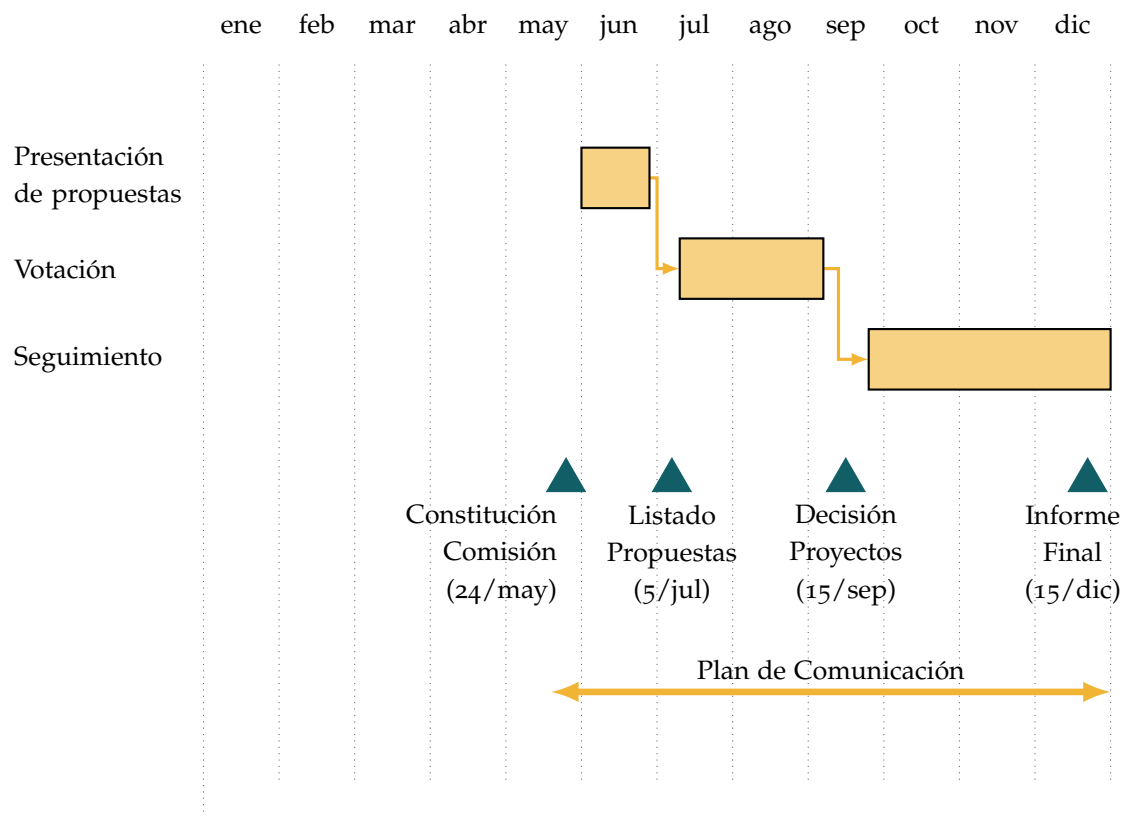 ene feb mar abr may jun jul ago sep oct nov dic
Presentación
de propuestas
Votación
Seguimiento
Constitución
Comisión
(24/may)
Listado
Propuestas
(5/jul)
Decisión
Proyectos
(15/sep)
Informe
Final
(15/dic)
Plan de Comunicación